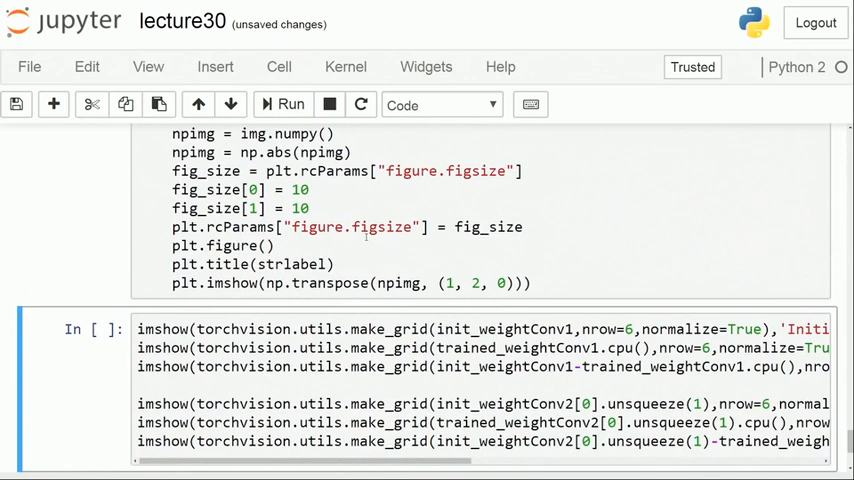 jupyter lecture30 (unsaved changes) Logout
File Edit View Insert Cell Kernel Widgets Help Trusted Python 2
Run Code
npimg = img.numpy()
npimg = np.abs(npimg)
fig_size = plt.rcParams["figure.figsize"]
fig_size[0] = 10
fig_size[1] = 10
plt.rcParams["figure.figsize"] = fig_size
plt.figure()
plt.title(strlabel)
plt.imshow(np.transpose(npimg, (1, 2, 0)))
In [ ]: imshow(torchvision.utils.make_grid(init_weightConv1,nrow=6,normalize=True),'Initi
imshow(torchvision.utils.make_grid(trained_weightConv1.cpu(),nrow=6,normalize=Tru
imshow(torchvision.utils.make_grid(init_weightConv1-trained_weightConv1.cpu(),nro
imshow(torchvision.utils.make_grid(init_weightConv2[0].unsqueeze(1),nrow=6,normal
imshow(torchvision.utils.make_grid(trained_weightConv2[0].unsqueeze(1).cpu(),nrow
imshow(torchvision.utils.make_grid(init_weightConv2[0].unsqueeze(1)-trained_weigh